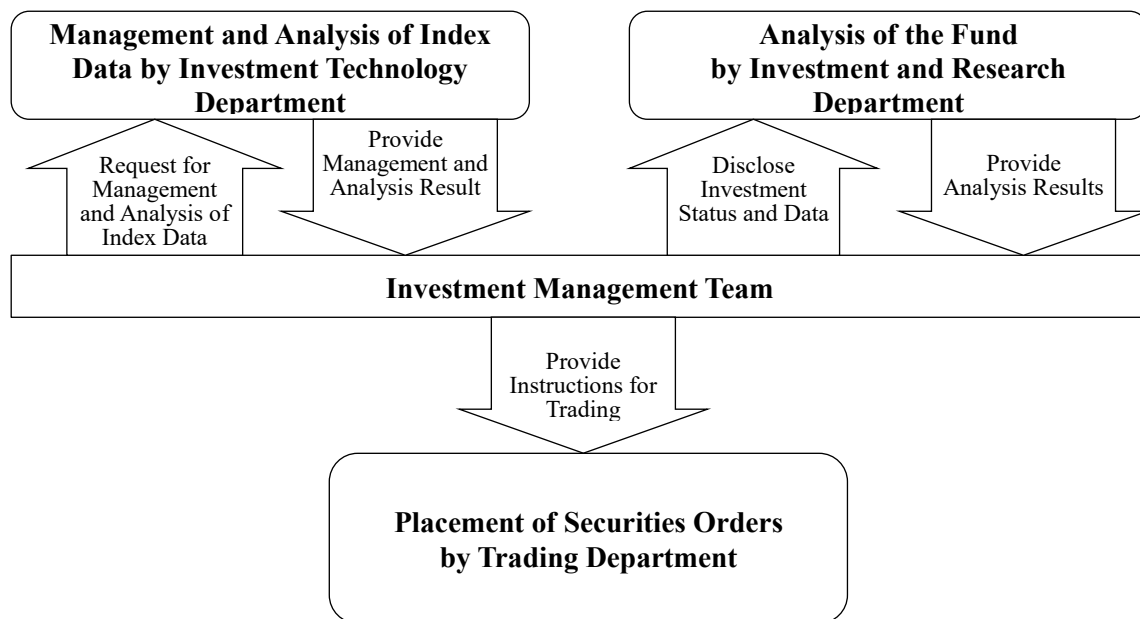 Management and Analysis of Index
Data by Investment Technology
Department
Analysis of the Fund
by Investment and Research
Department
Request for
Management
and Analysis of
Index Data
Provide
Management and
Analysis Result
Disclose
Investment
Status and Data
Provide
Analysis Results
Investment Management Team
Provide
Instructions for
Trading
Placement of Securities Orders
by Trading Department